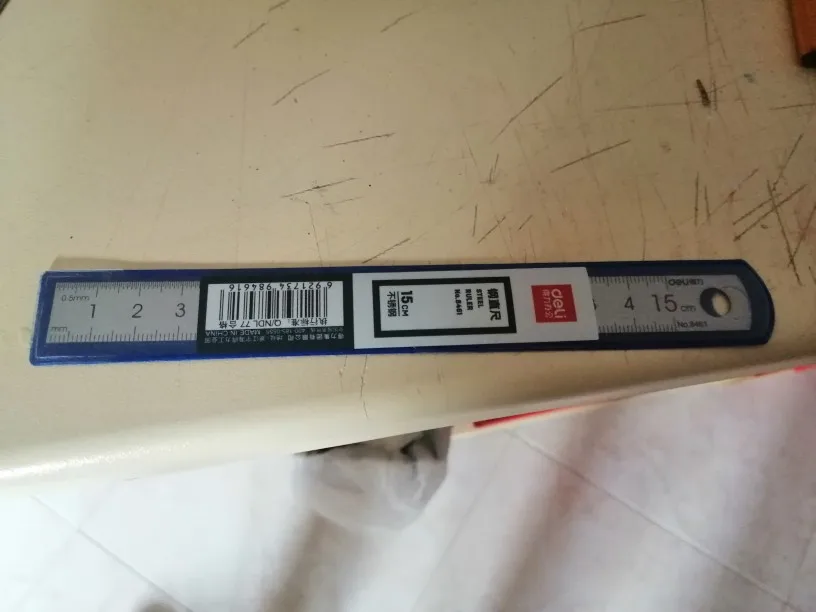 0.5mm
1 2 3
mm
6 921734 984616
执行标准: Q/NDL 77 合格
MADE IN CHINA
15CM
不锈钢
钢直尺
STEEL
RULER
No.8461
deli
得力办公
4 15 cm
No.8461